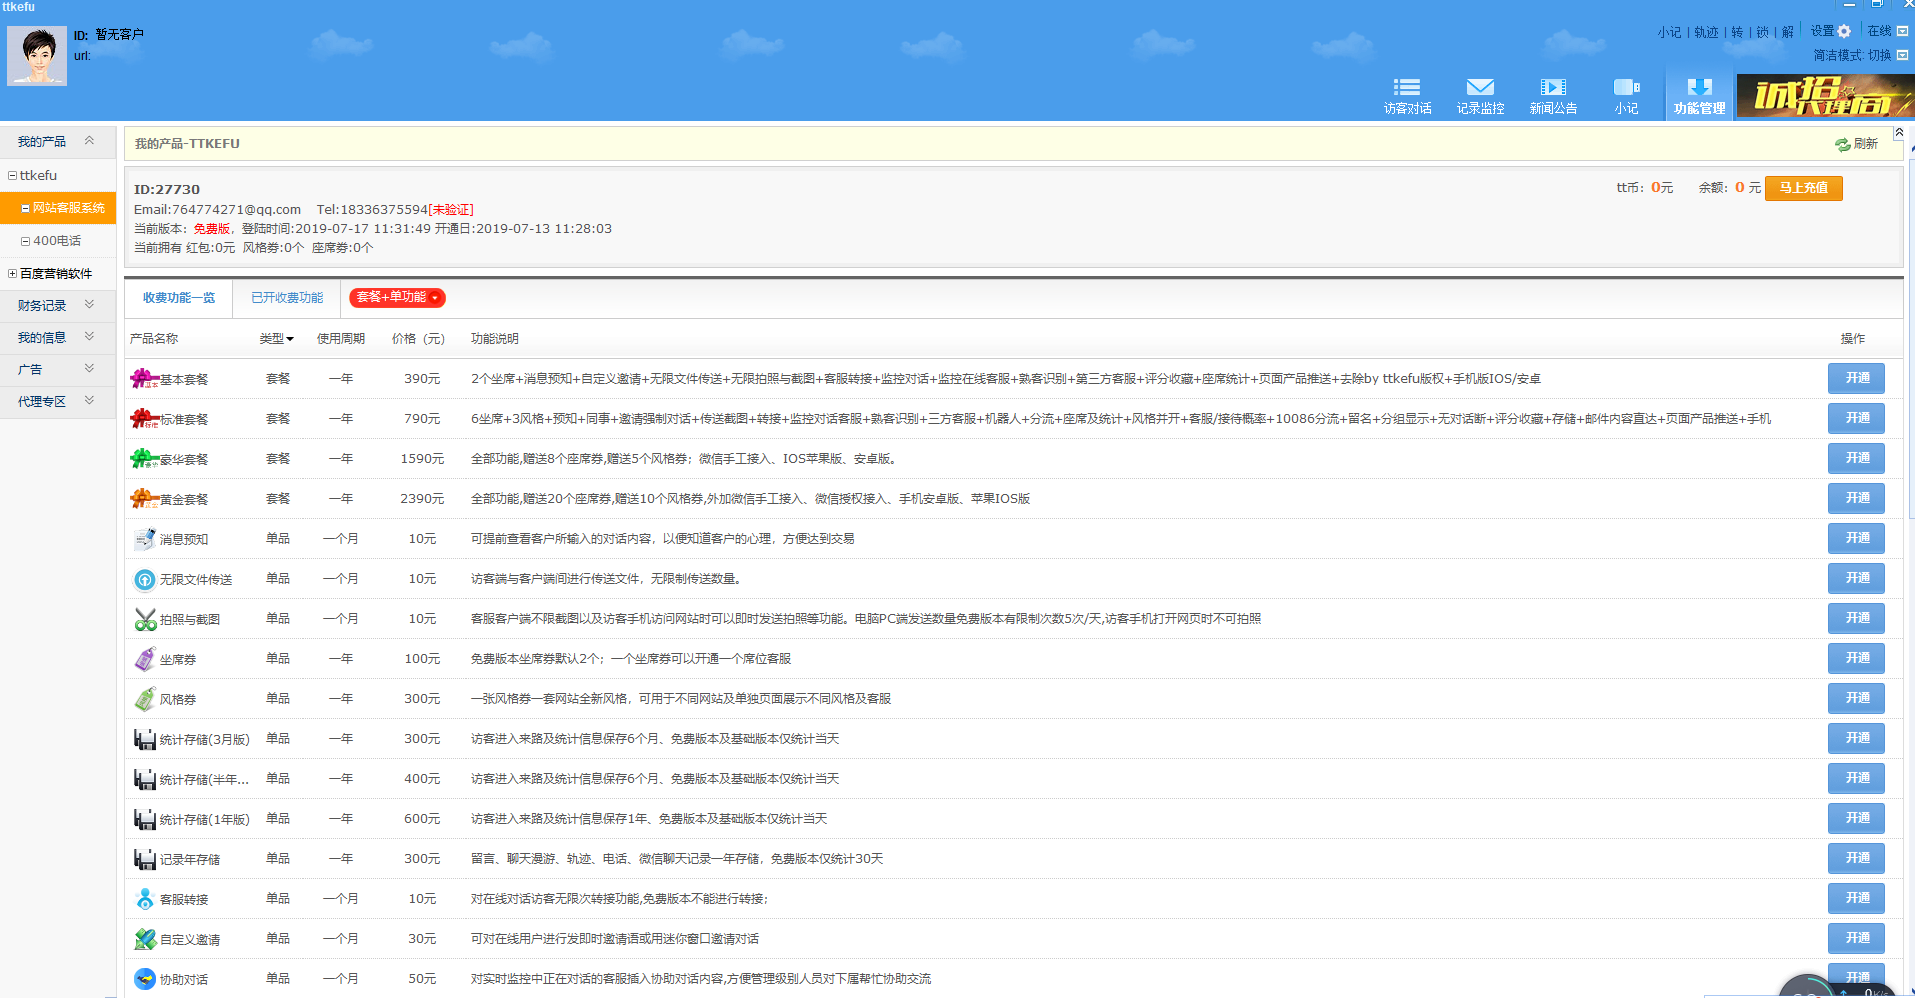 ttkefu
ID: 暂无客户
url:
小记 | 轨迹 | 转 | 锁 | 解 设置 在线
简洁模式: 切换
访客对话 记录监控 新闻公告 小记 功能管理 诚招代理商
我的产品
ttkefu
网站客服系统
400电话
百度营销软件
财务记录
我的信息
广告
代理专区
我的产品-TTKEFU 刷新
ID:27730 tt币：0元 余额：0 元 马上充值
Email:764774271@qq.com Tel:18336375594[未验证]
当前版本：免费版，登陆时间:2019-07-17 11:31:49 开通日:2019-07-13 11:28:03
当前拥有 红包:0元 风格券:0个 座席券:0个
收费功能一览 已开收费功能 套餐+单功能
产品名称 类型 使用周期 价格（元） 功能说明 操作
基本套餐 套餐 一年 390元 2个坐席+消息预知+自定义邀请+无限文件传送+无限拍照与截图+客服转接+监控对话+监控在线客服+熟客识别+第三方客服+评分收藏+座席统计+页面产品推送+去除by ttkefu版权+手机版IOS/安卓 开通
标准套餐 套餐 一年 790元 6坐席+3风格+预知+同事+邀请强制对话+传送截图+转接+监控对话客服+熟客识别+三方客服+机器人+分流+座席及统计+风格并开+客服/接待概率+10086分流+留名+分组显示+无对话断+评分收藏+存储+邮件内容直达+页面产品推送+手机 开通
豪华套餐 套餐 一年 1590元 全部功能,赠送8个座席券,赠送5个风格券；微信手工接入、IOS苹果版、安卓版。 开通
黄金套餐 套餐 一年 2390元 全部功能,赠送20个座席券,赠送10个风格券,外加微信手工接入、微信授权接入、手机安卓版、苹果IOS版 开通
消息预知 单品 一个月 10元 可提前查看客户所输入的对话内容，以便知道客户的心理，方便达到交易 开通
无限文件传送 单品 一个月 10元 访客端与客户端间进行传送文件，无限制传送数量。 开通
拍照与截图 单品 一个月 10元 客服客户端不限截图以及访客手机访问网站时可以即时发送拍照等功能。电脑PC端发送数量免费版本有限制次数5次/天,访客手机打开网页时不可拍照 开通
坐席券 单品 一年 100元 免费版本坐席券默认2个；一个坐席券可以开通一个席位客服 开通
风格券 单品 一年 300元 一张风格券一套网站全新风格，可用于不同网站及单独页面展示不同风格及客服 开通
统计存储(3月版) 单品 一年 300元 访客进入来路及统计信息保存6个月、免费版本及基础版本仅统计当天 开通
统计存储(半年... 单品 一年 400元 访客进入来路及统计信息保存6个月、免费版本及基础版本仅统计当天 开通
统计存储(1年版) 单品 一年 600元 访客进入来路及统计信息保存1年、免费版本及基础版本仅统计当天 开通
记录年存储 单品 一年 300元 留言、聊天漫游、轨迹、电话、微信聊天记录一年存储，免费版本仅统计30天 开通
客服转接 单品 一个月 10元 对在线对话访客无限次转接功能,免费版本不能进行转接； 开通
自定义邀请 单品 一个月 30元 可对在线用户进行发即时邀请语或用迷你窗口邀请对话 开通
协助对话 单品 一个月 50元 对实时监控中正在对话的客服插入协助对话内容,方便管理级别人员对下属帮忙协助交流 开通